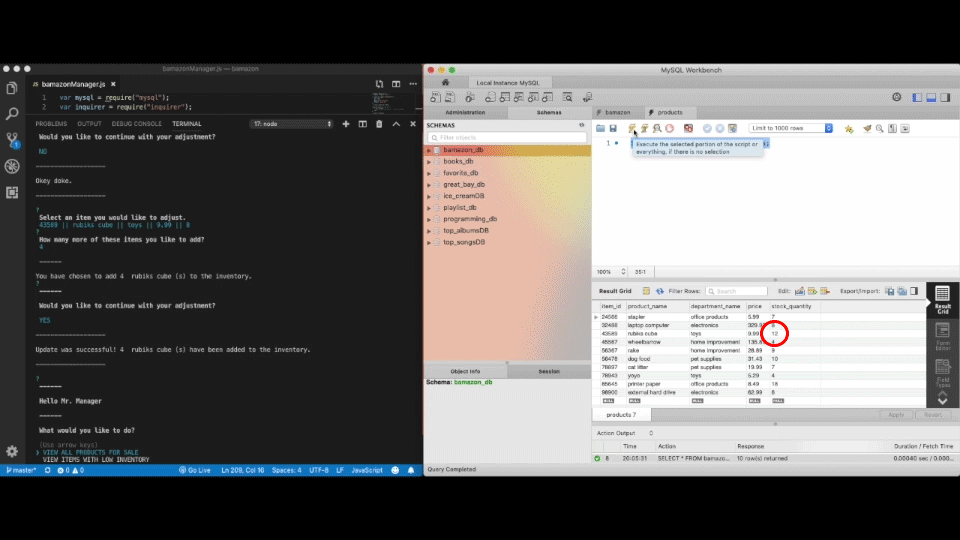 bamazonManager.js — bamazon
bamazonManager.js
1 var mysql = require("mysql");
2 var inquirer = require("inquirer");
PROBLEMS OUTPUT DEBUG CONSOLE TERMINAL 17: node
Would you like to continue with your adjustment?
NO
Okey doke.
?
Select an item you would like to adjust.
43589 || rubiks cube || toys || 9.99 || 8
?
How many more of these items you like to add?
4
You have chosen to add 4 rubiks cube (s) to the inventory.
?
Would you like to continue with your adjustment?
YES
Update was successful! 4 rubiks cube (s) have been added to the inventory.
?
Hello Mr. Manager
What would you like to do?
(Use arrow keys)
❯ VIEW ALL PRODUCTS FOR SALE
VIEW ITEMS WITH LOW INVENTORY
master* 0 0 Go Live Ln 209, Col 16 Spaces: 4 UTF-8 LF JavaScript
MySQL Workbench
Local Instance MySQL
Administration Schemas
SCHEMAS
Filter objects
bamazon_db
books_db
favorite_db
great_bay_db
ice_creamDB
playlist_db
programming_db
top_albumsDB
top_songsDB
Object Info Session
Schema: bamazon_db
Query Completed
bamazon products
Limit to 1000 rows
1
Execute the selected portion of the script or
everything, if there is no selection
100% 35:1
Result Grid Filter Rows: Search Edit: Export/Import:
item_id product_name department_name price stock_quantity
24566 stapler office products 5.99 7
32468 laptop computer electronics 329.99 8
43589 rubiks cube toys 9.99 12
45567 wheelbarrow home improvement 4
56367 rake home improvement 28.89 9
56478 dog food pet supplies 31.43 10
78697 cat litter pet supplies 19.99 7
78943 yoyo toys 5.29 4
85645 printer paper office products 8.49 18
98900 external hard drive electronics 62.99 8
NULL NULL NULL NULL NULL
Result
Grid
Form
Editor
Field
Types
products 7 Apply Revert
Action Output
Time Action Response Duration / Fetch Time
8 20:05:31 SELECT * FROM bamazo... 10 row(s) returned 0.00040 sec / 0.000...